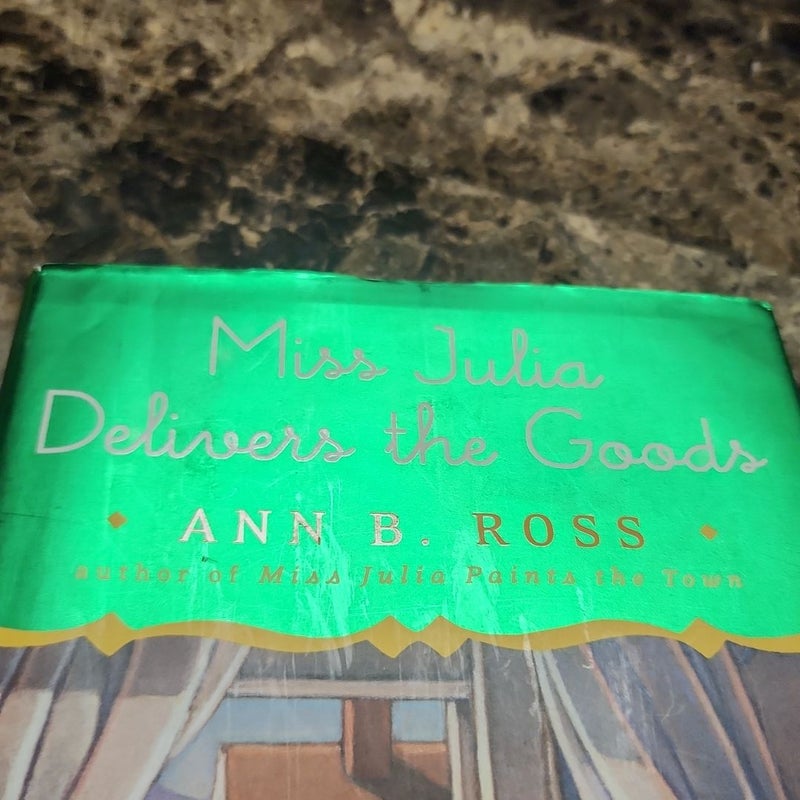 Miss Julia
Delivers the Goods
ANN B. ROSS
author of Miss Julia Paints the Town